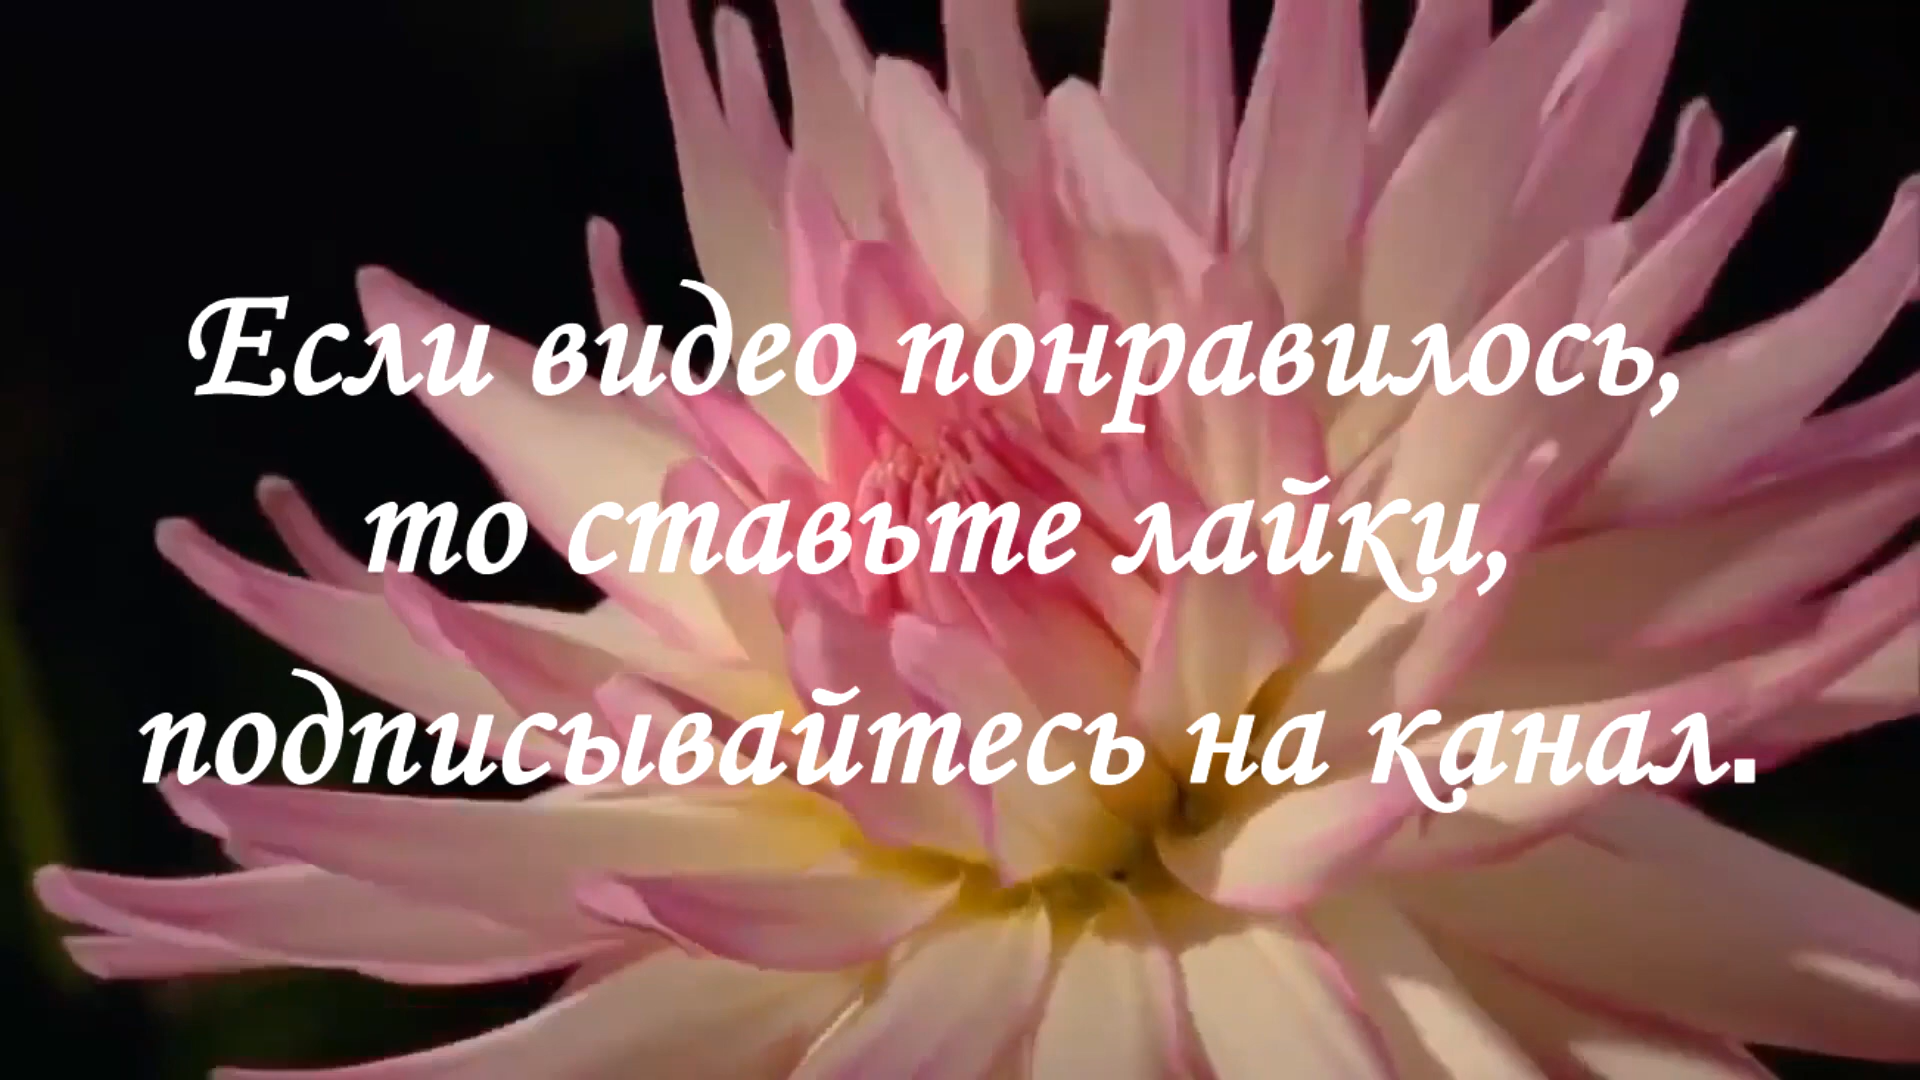 Если видео понравилось,
то ставьте лайки,
подписывайтесь на канал.